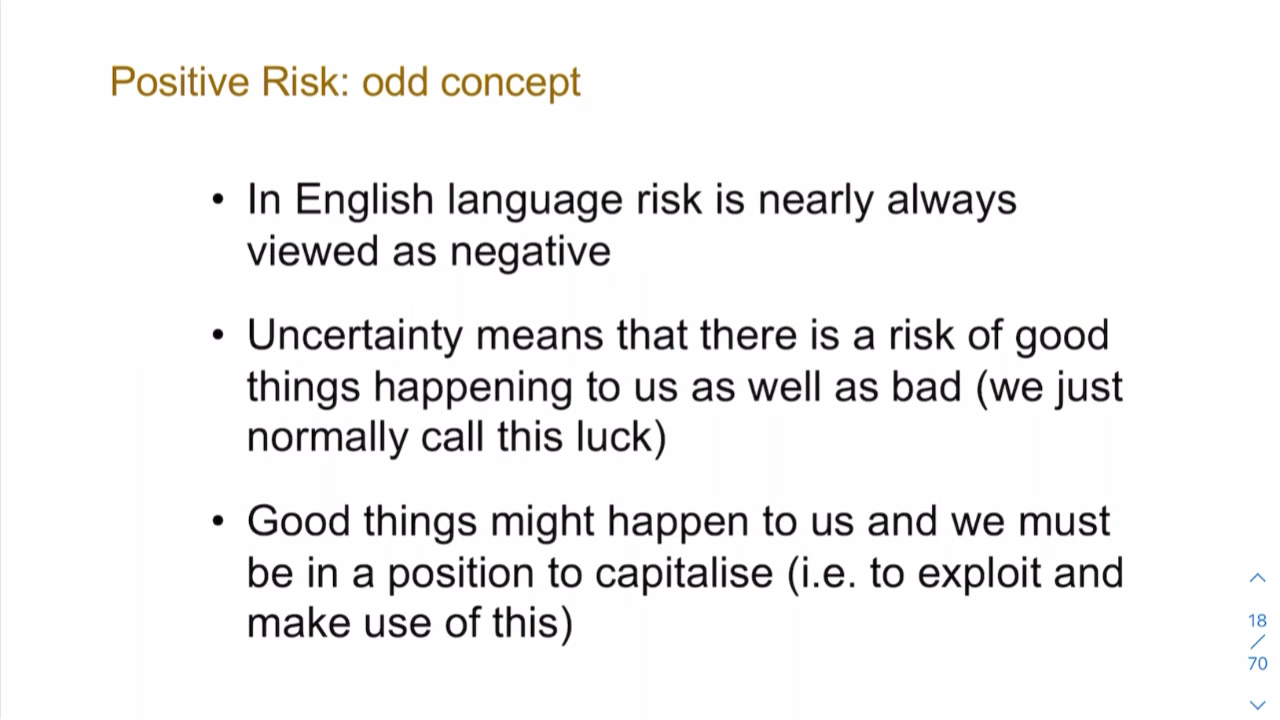 Positive Risk: odd concept
• In English language risk is nearly always
viewed as negative
• Uncertainty means that there is a risk of good
things happening to us as well as bad (we just
normally call this luck)
• Good things might happen to us and we must
be in a position to capitalise (i.e. to exploit and
make use of this)
18
/
70